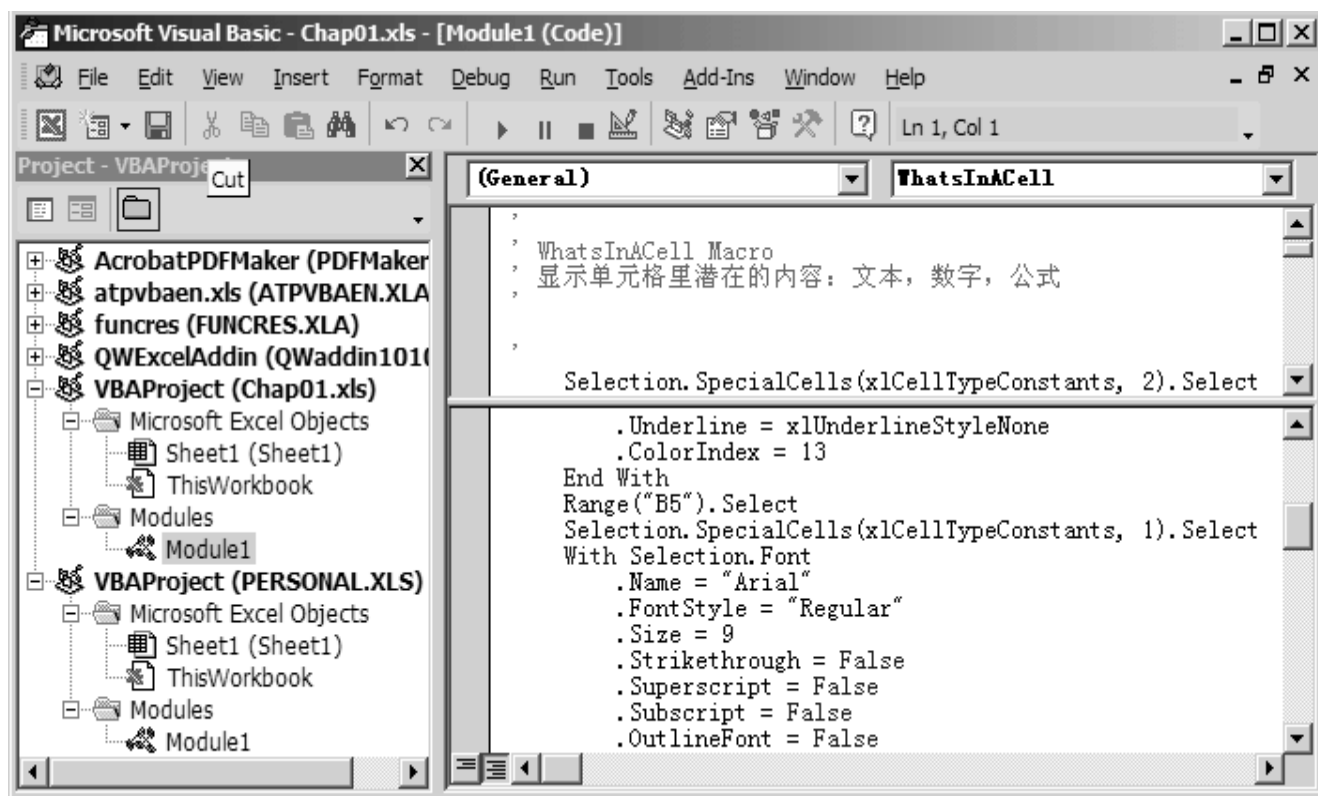 Microsoft Visual Basic - Chap01.xls - [Module1 (Code)]
File Edit View Insert Format Debug Run Tools Add-Ins Window Help
Ln 1, Col 1
Project - VBAProje
Cut
AcrobatPDFMaker (PDFMaker
atpvbaen.xls (ATPVBAEN.XLA
funcres (FUNCRES.XLA)
QWExcelAddin (QWaddin101(
VBAProject (Chap01.xls)
Microsoft Excel Objects
Sheet1 (Sheet1)
ThisWorkbook
Modules
Module1
VBAProject (PERSONAL.XLS)
Microsoft Excel Objects
Sheet1 (Sheet1)
ThisWorkbook
Modules
Module1
(General)
WhatsInACell
'
' WhatsInACell Macro
' 显示单元格里潜在的内容：文本，数字，公式
'
'
Selection.SpecialCells(xlCellTypeConstants, 2).Select
.Underline = xlUnderlineStyleNone
.ColorIndex = 13
End With
Range("B5").Select
Selection.SpecialCells(xlCellTypeConstants, 1).Select
With Selection.Font
.Name = "Arial"
.FontStyle = "Regular"
.Size = 9
.Strikethrough = False
.Superscript = False
.Subscript = False
.OutlineFont = False